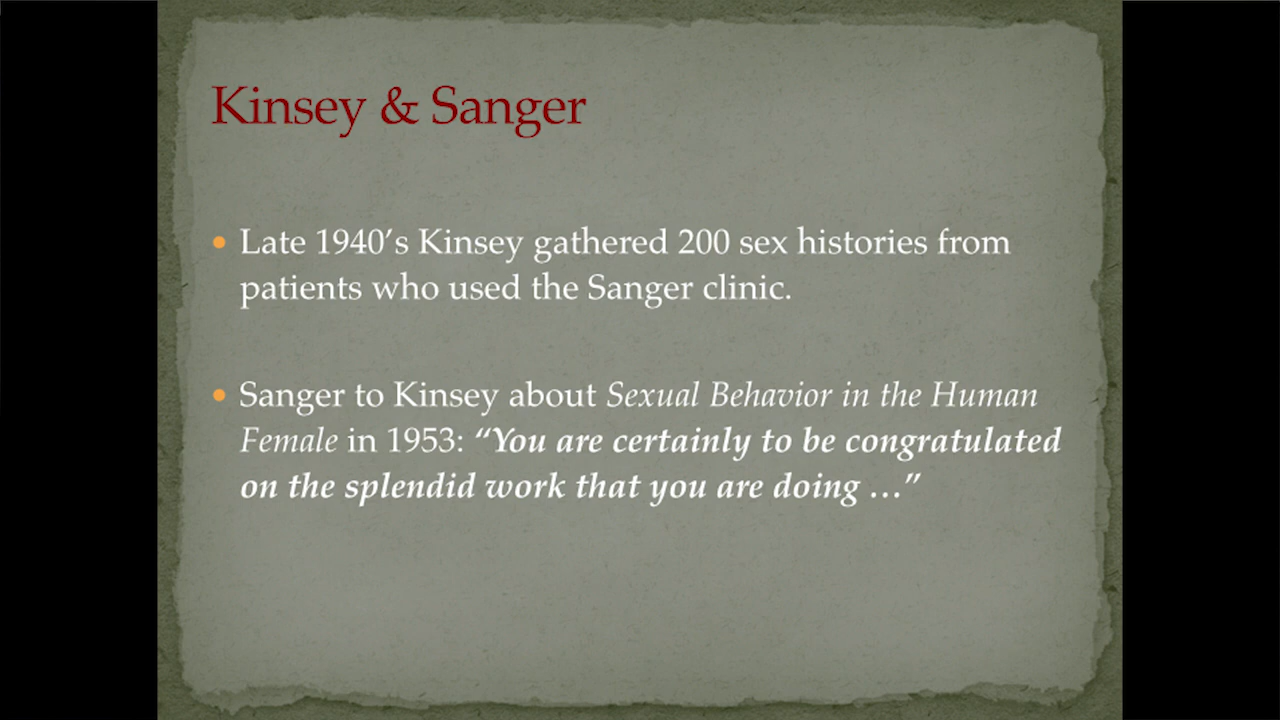 Kinsey & Sanger
• Late 1940’s Kinsey gathered 200 sex histories from
patients who used the Sanger clinic.
• Sanger to Kinsey about Sexual Behavior in the Human
Female in 1953: “You are certainly to be congratulated
on the splendid work that you are doing …”